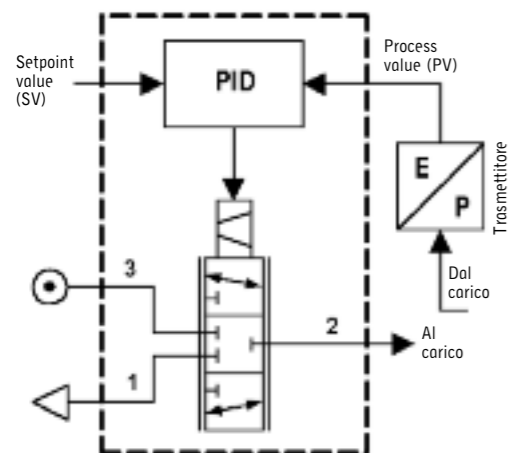 Setpoint
value
(SV)
PID
Process
value (PV)
E
P
Trasmettitore
Dal
carico
3
2
Al
carico
1